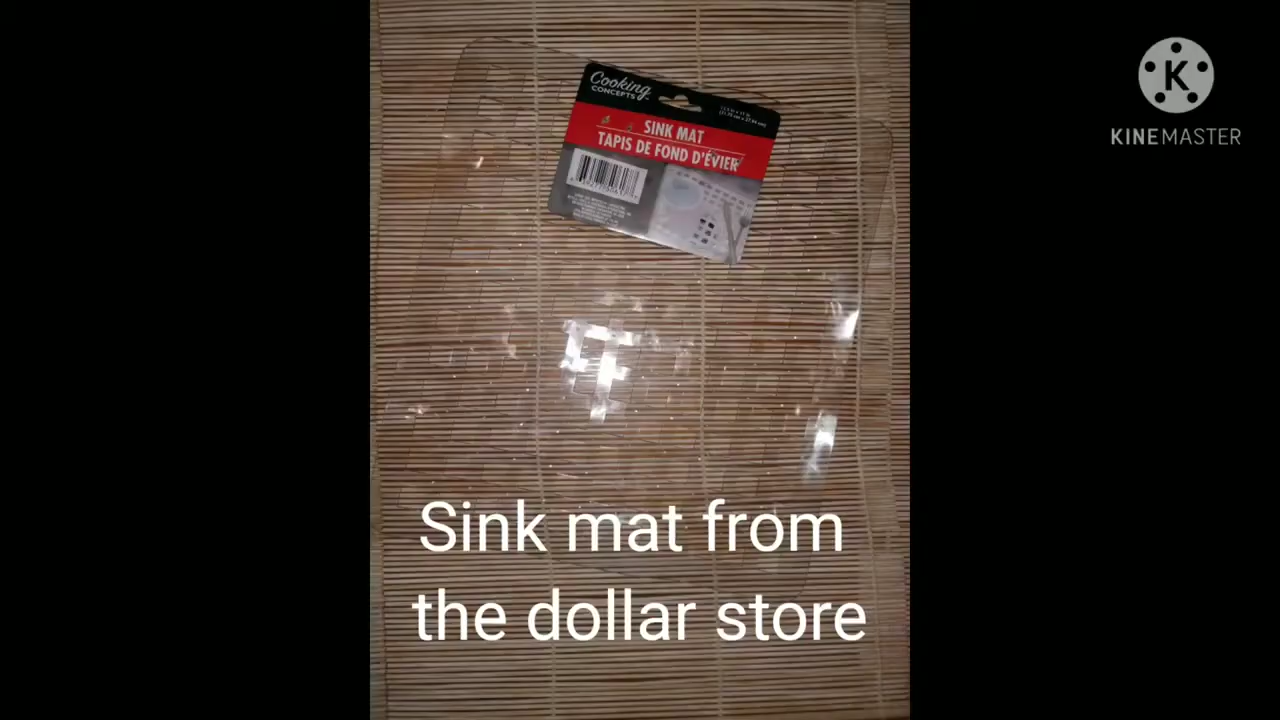 Cooking
CONCEPTS
SINK MAT
TAPIS DE FOND D'ÉVIER
K
KINEMASTER
Sink mat from
the dollar store